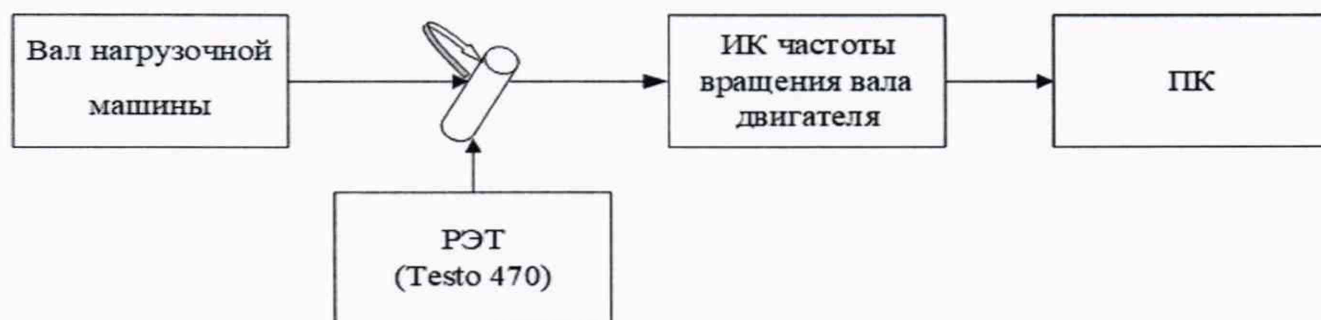 Вал нагрузочной
машины
ИК частоты
вращения вала
двигателя
ПК
РЭТ
(Testo 470)